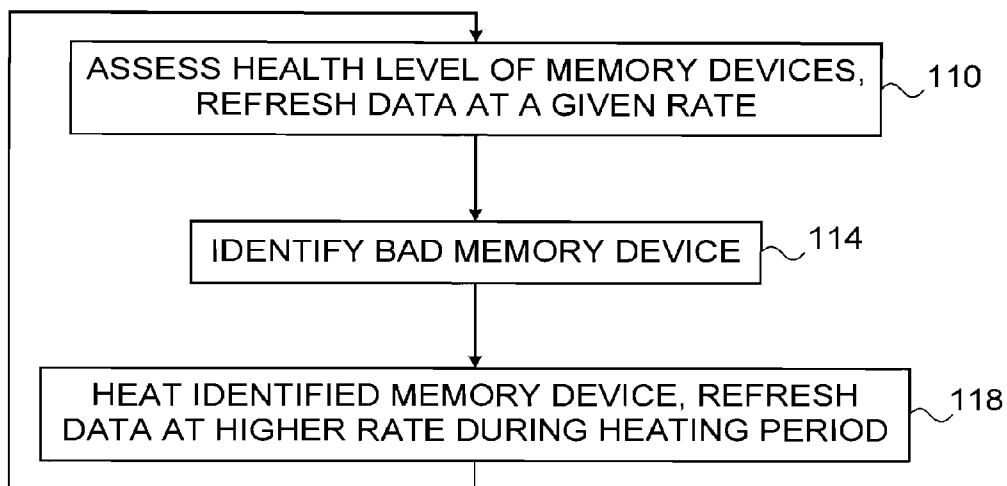 ASSESS HEALTH LEVEL OF MEMORY DEVICES,
REFRESH DATA AT A GIVEN RATE
110
IDENTIFY BAD MEMORY DEVICE
114
HEAT IDENTIFIED MEMORY DEVICE, REFRESH
DATA AT HIGHER RATE DURING HEATING PERIOD
118